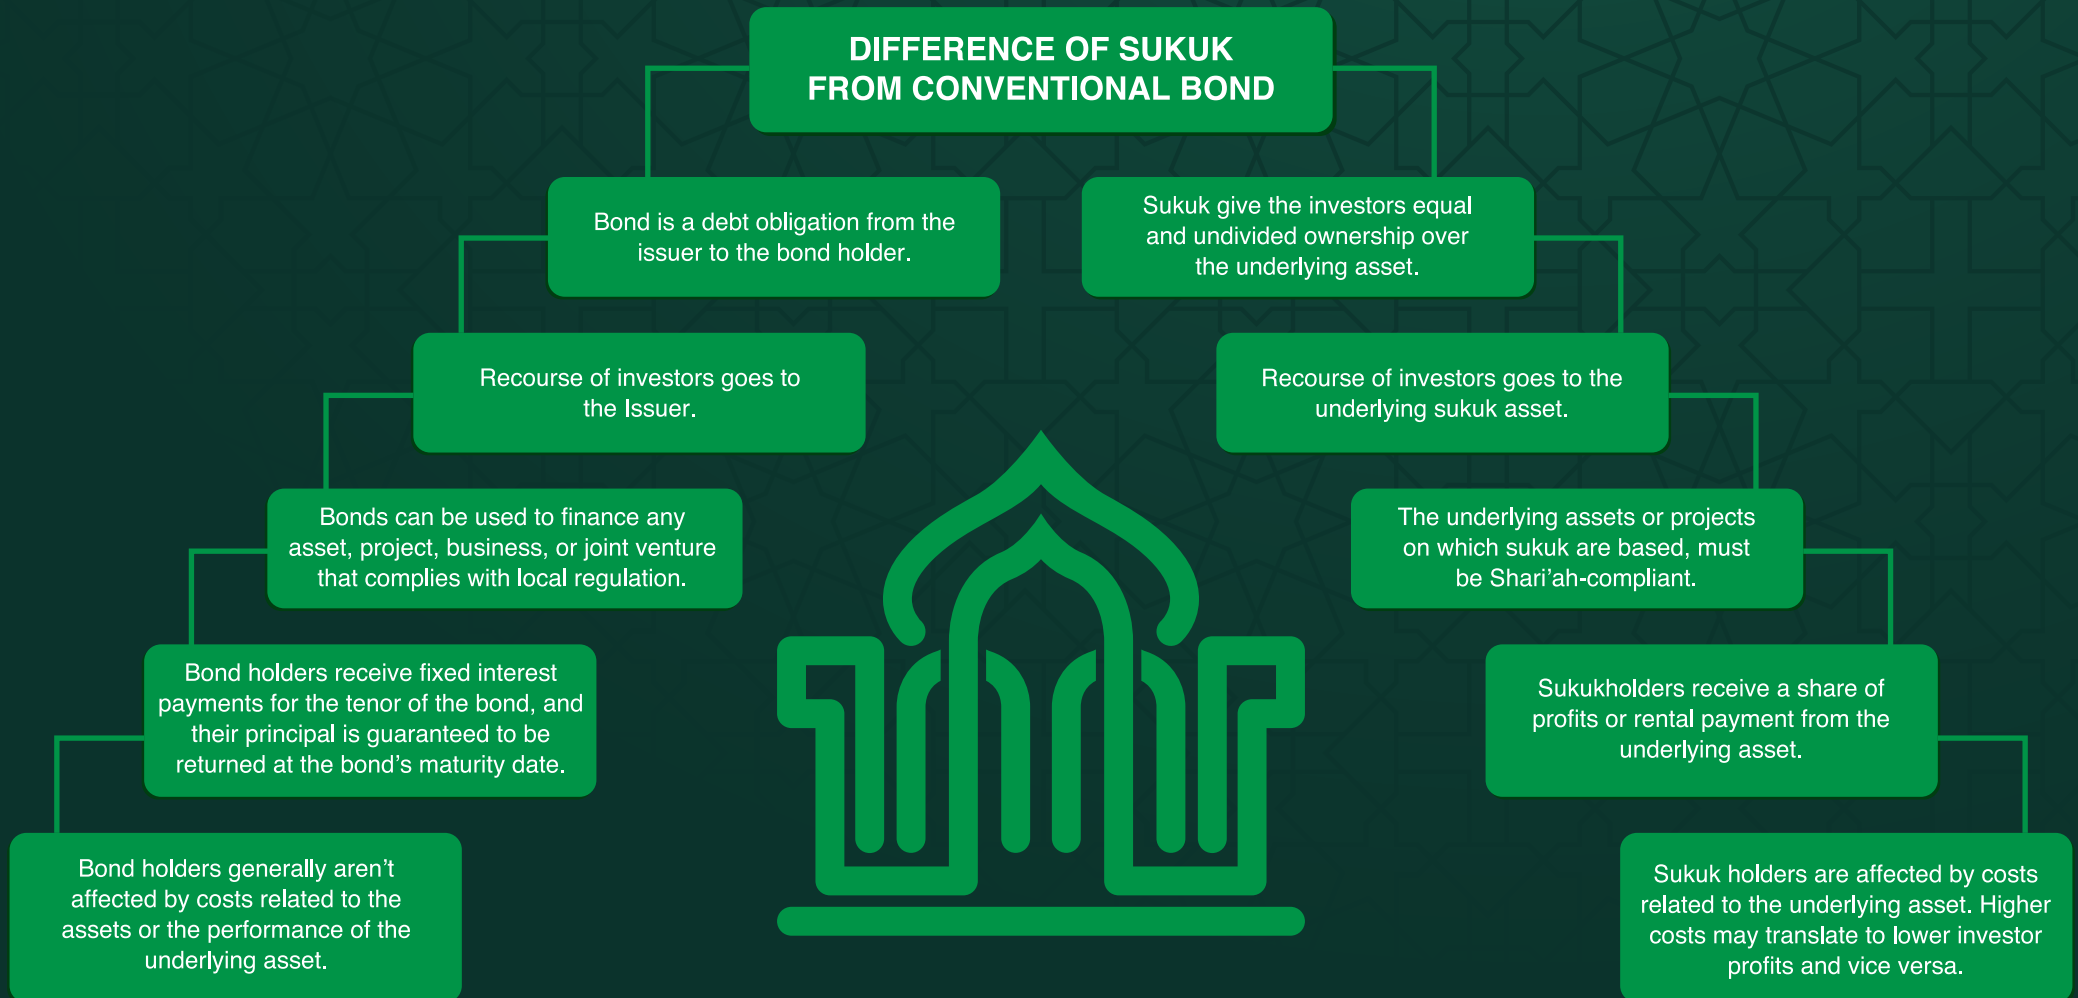 DIFFERENCE OF SUKUK
FROM CONVENTIONAL BOND
Bond is a debt obligation from the
issuer to the bond holder.
Sukuk give the investors equal
and undivided ownership over
the underlying asset.
Recourse of investors goes to
the Issuer.
Recourse of investors goes to the
underlying sukuk asset.
Bonds can be used to finance any
asset, project, business, or joint venture
that complies with local regulation.
The underlying assets or projects
on which sukuk are based, must
be Shari'ah-compliant.
Bond holders receive fixed interest
payments for the tenor of the bond, and
their principal is guaranteed to be
returned at the bond's maturity date.
Sukukholders receive a share of
profits or rental payment from the
underlying asset.
Bond holders generally aren't
affected by costs related to the
assets or the performance of the
underlying asset.
Sukuk holders are affected by costs
related to the underlying asset. Higher
costs may translate to lower investor
profits and vice versa.